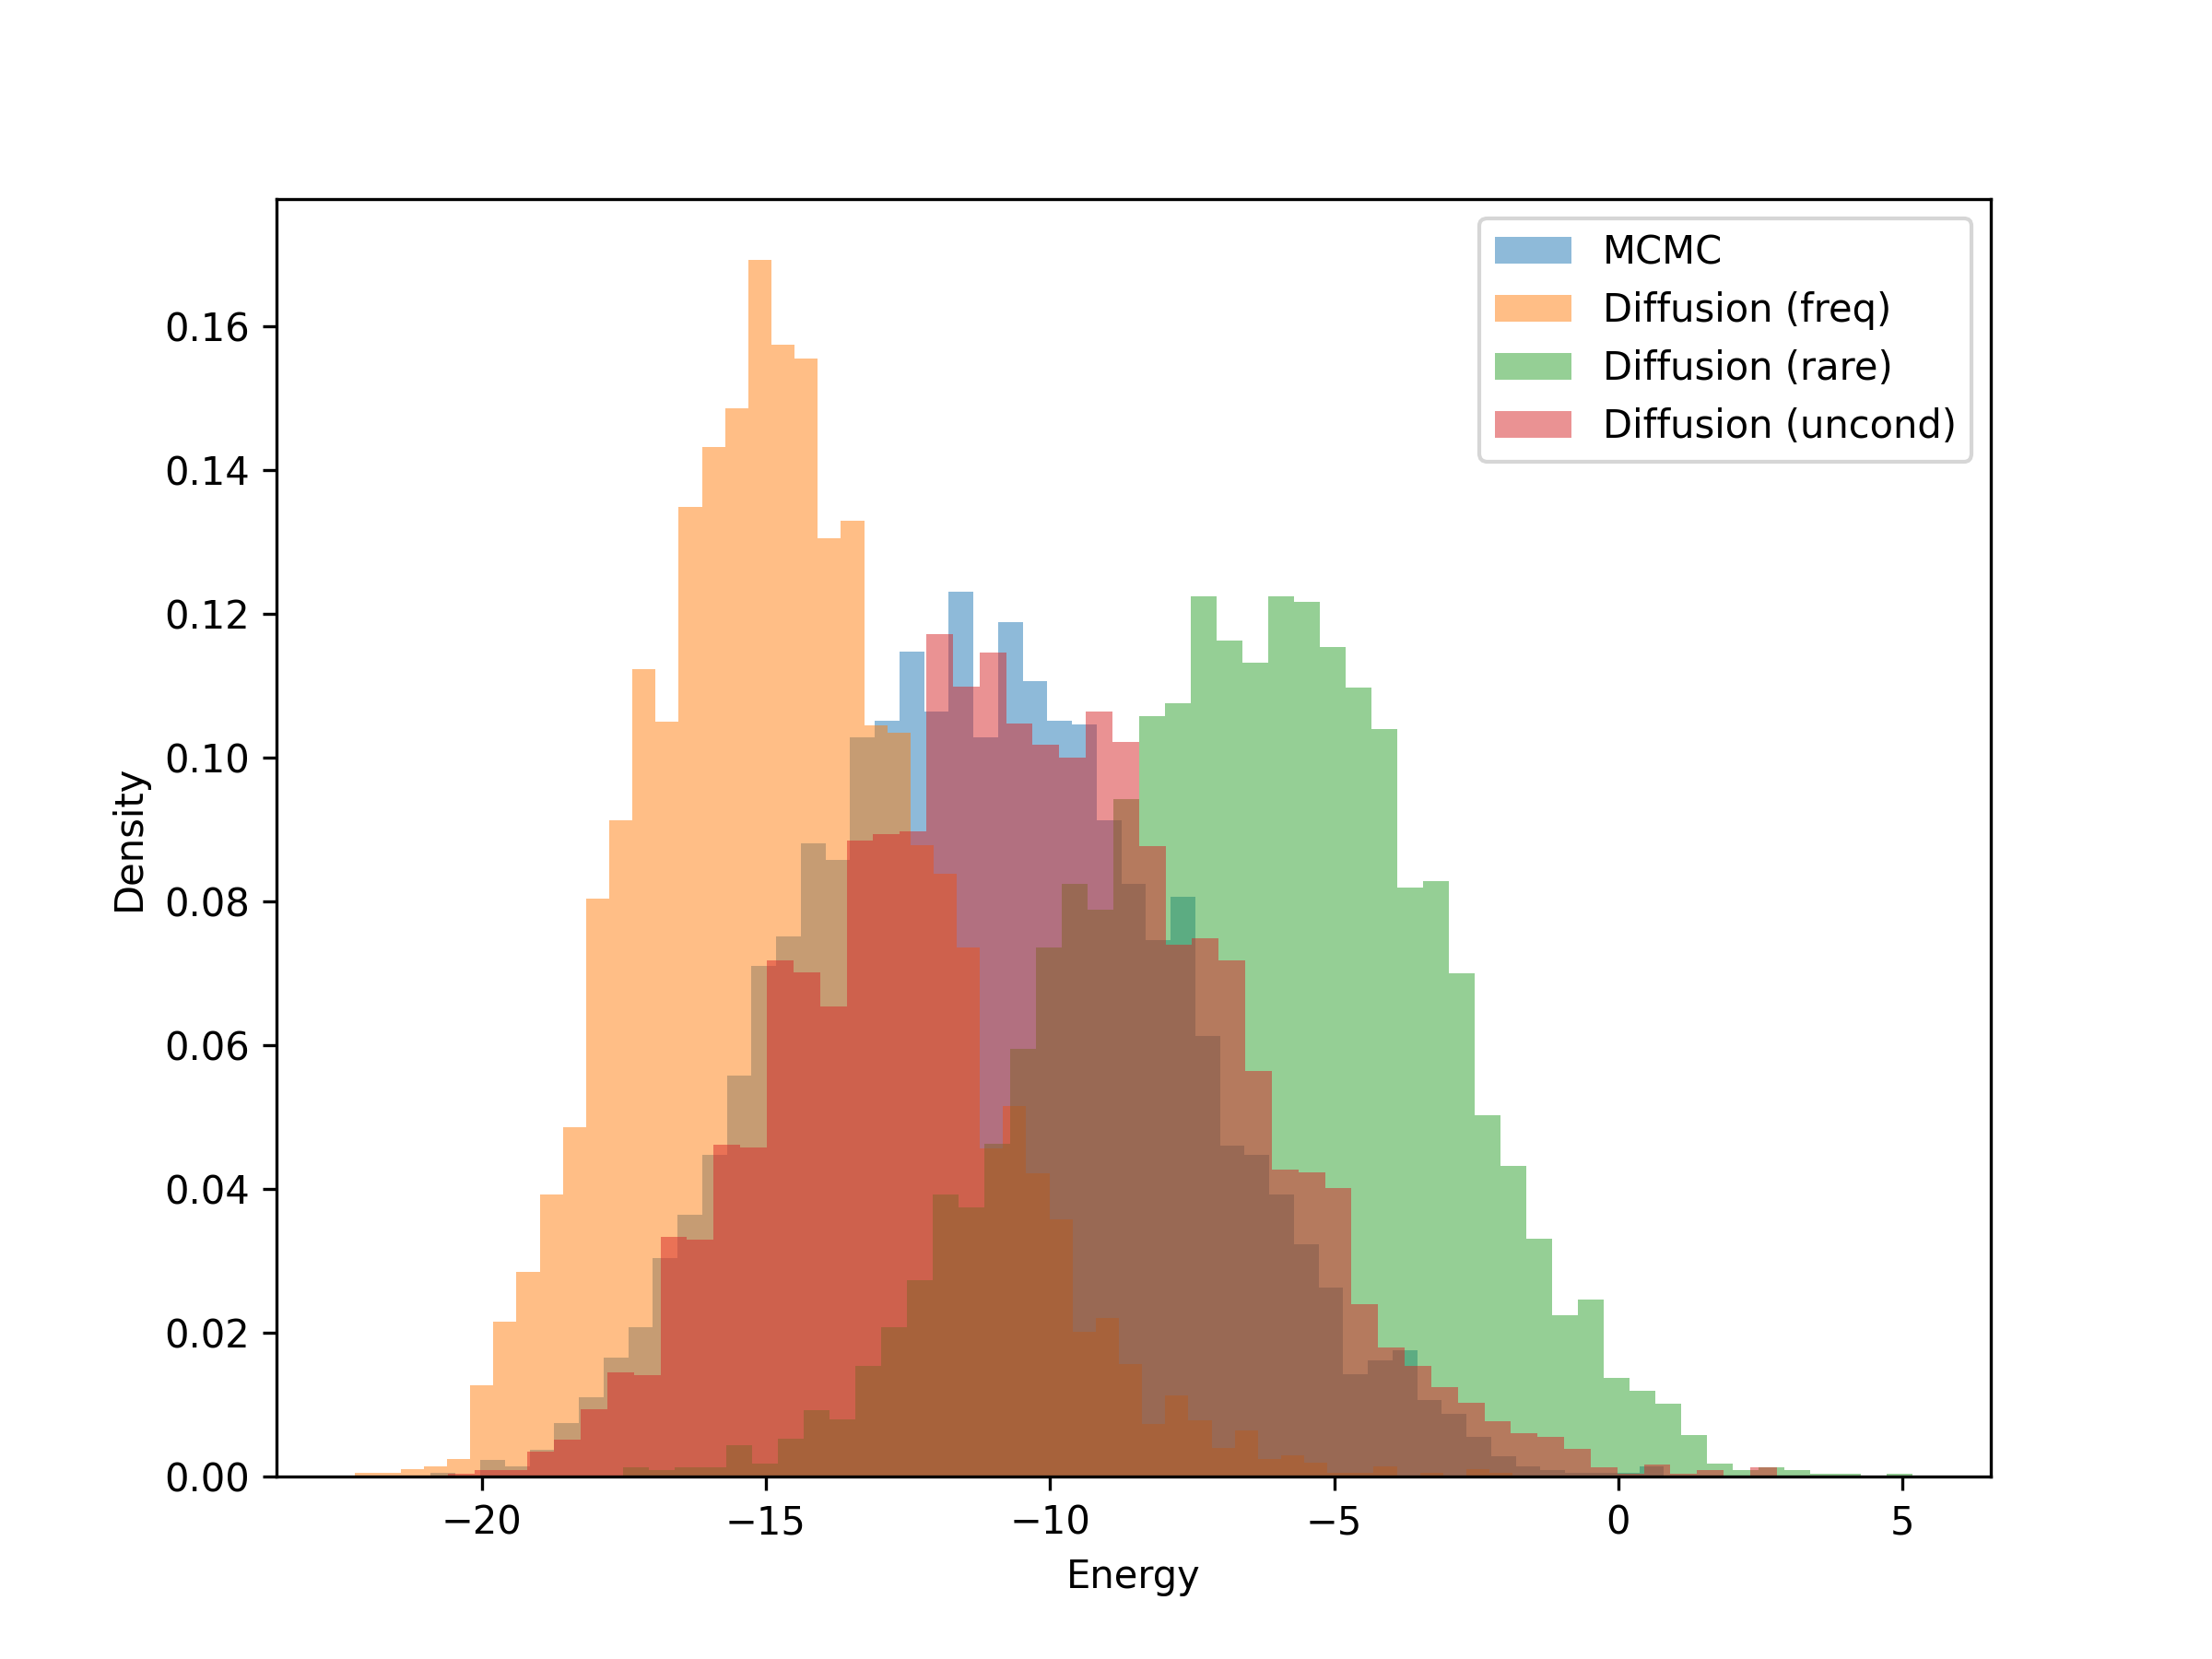 MCMC
Diffusion (freq)
Diffusion (rare)
Diffusion (uncond)
0.16
0.14
0.12
0.10
0.08
0.06
0.04
0.02
0.00
Density
−20 −15 −10 −5 0 5
Energy